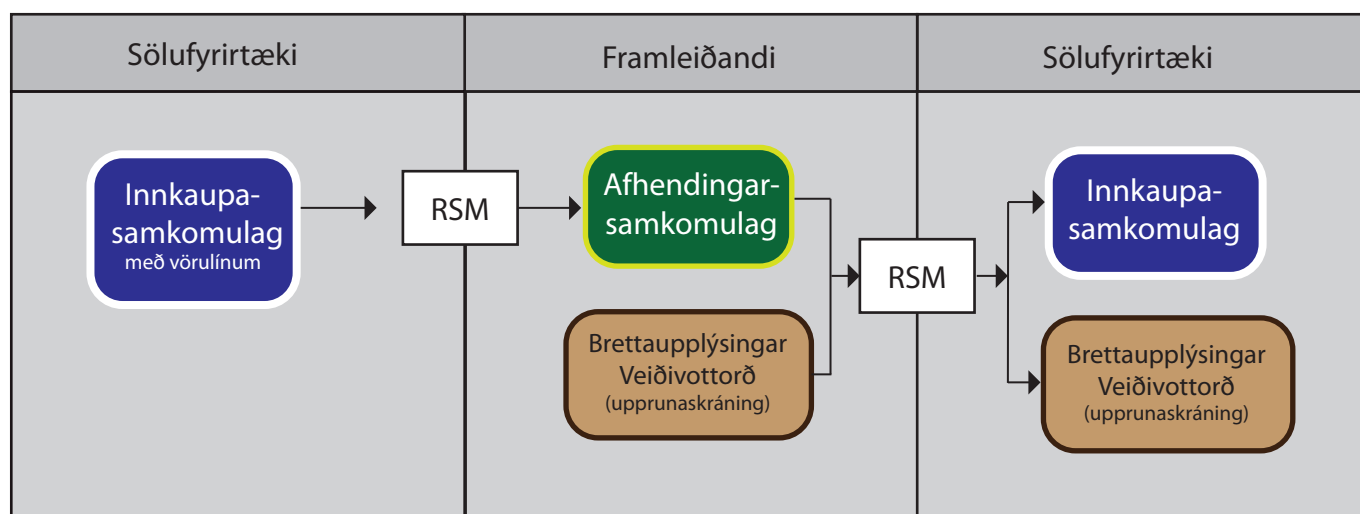 Sölufyrirtæki
Framleiðandi
Sölufyrirtæki
Innkaupa-
samkomulag
með vörulínum
RSM
Afhendingar-
samkomulag
Brettaupplýsingar
Veiðivottorð
(upprunaskráning)
RSM
Innkaupa-
samkomulag
Brettaupplýsingar
Veiðivottorð
(upprunaskráning)